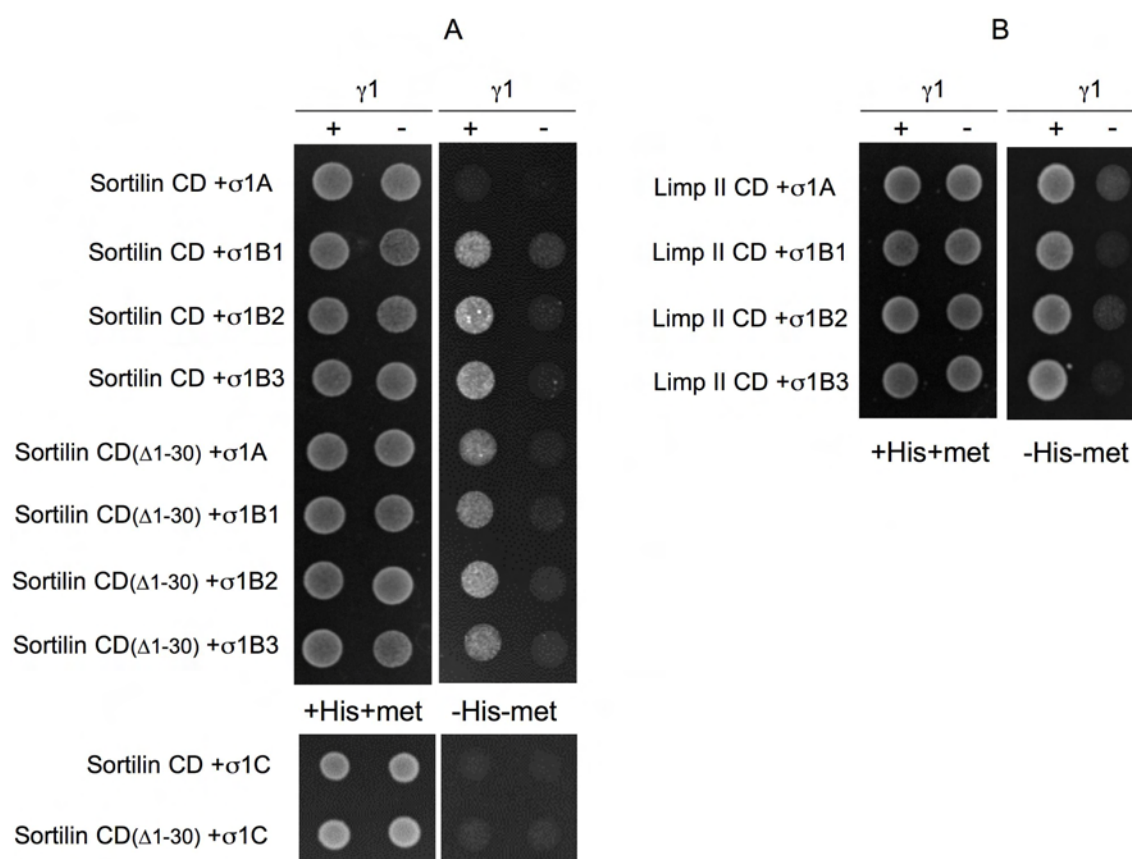 A
γ1 γ1
+ - + -
Sortilin CD +σ1A
Sortilin CD +σ1B1
Sortilin CD +σ1B2
Sortilin CD +σ1B3
Sortilin CD(Δ1-30) +σ1A
Sortilin CD(Δ1-30) +σ1B1
Sortilin CD(Δ1-30) +σ1B2
Sortilin CD(Δ1-30) +σ1B3
+His+met -His-met
Sortilin CD +σ1C
Sortilin CD(Δ1-30) +σ1C
B
γ1 γ1
+ - + -
Limp II CD +σ1A
Limp II CD +σ1B1
Limp II CD +σ1B2
Limp II CD +σ1B3
+His+met -His-met